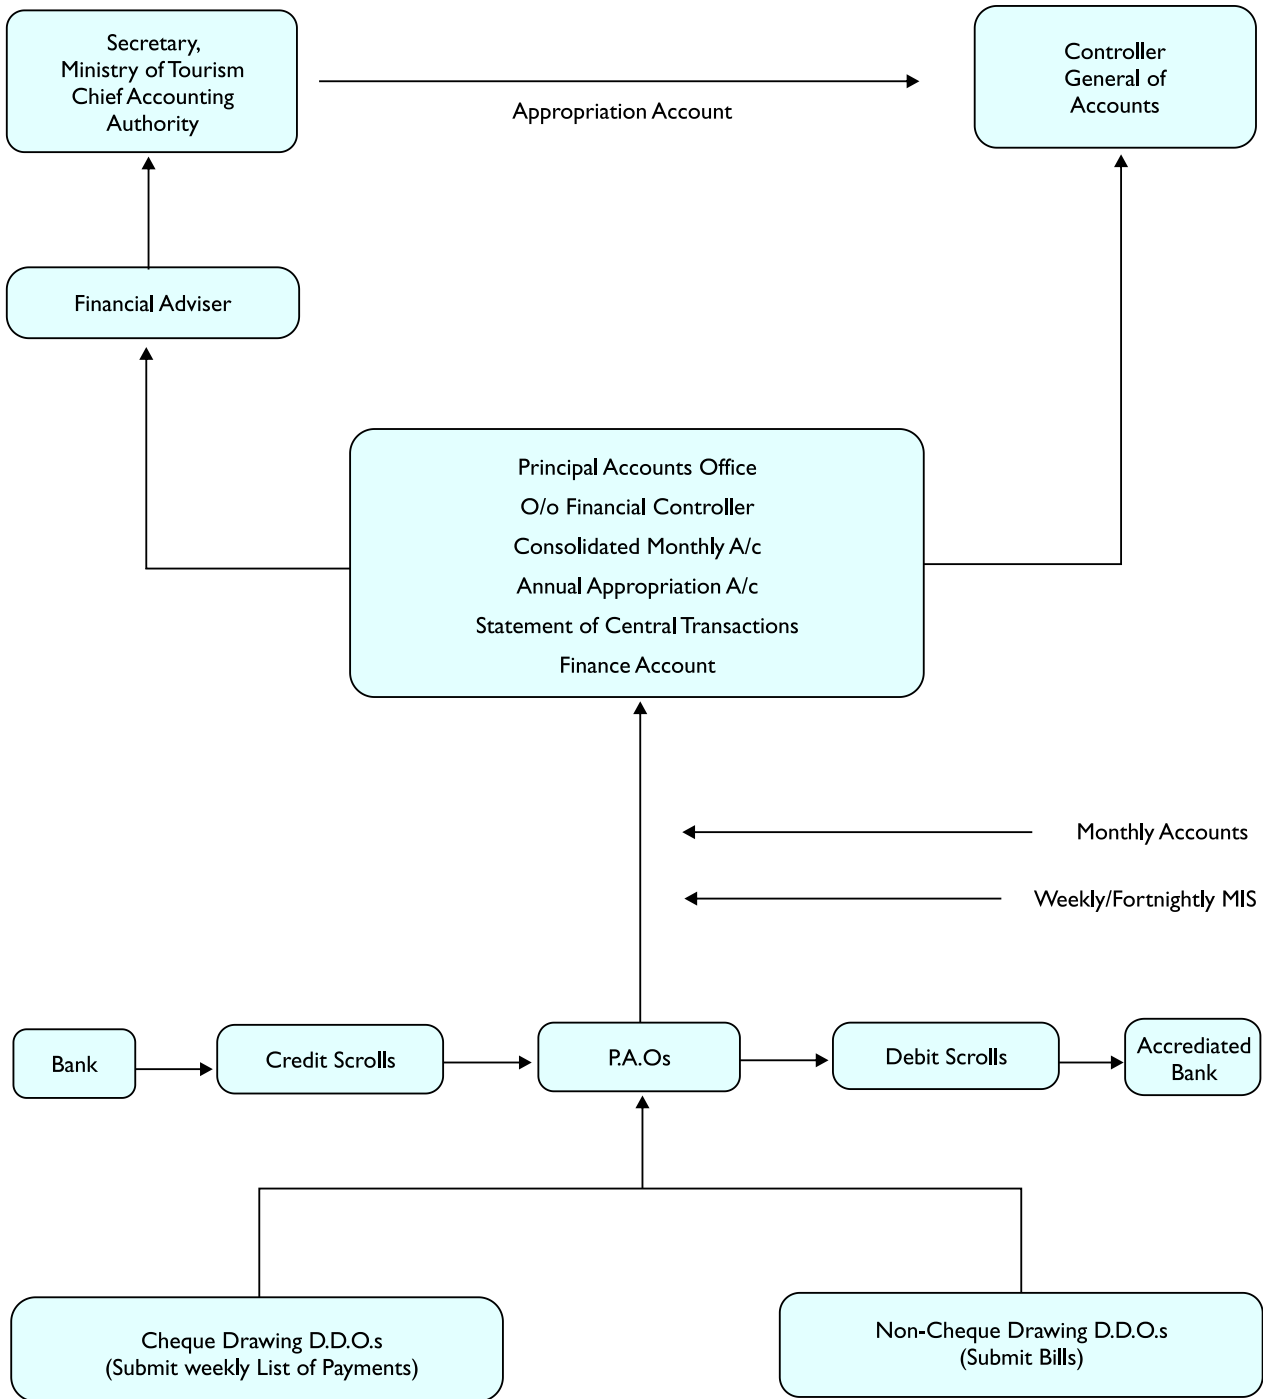 Secretary,
Ministry of Tourism
Chief Accounting
Authority
Appropriation Account
Controller
General of
Accounts
Financial Adviser
Principal Accounts Office
O/o Financial Controller
Consolidated Monthly A/c
Annual Appropriation A/c
Statement of Central Transactions
Finance Account
Monthly Accounts
Weekly/Fortnightly MIS
Bank
Credit Scrolls
P.A.Os
Debit Scrolls
Accrediated
Bank
Cheque Drawing D.D.O.s
(Submit weekly List of Payments)
Non-Cheque Drawing D.D.O.s
(Submit Bills)